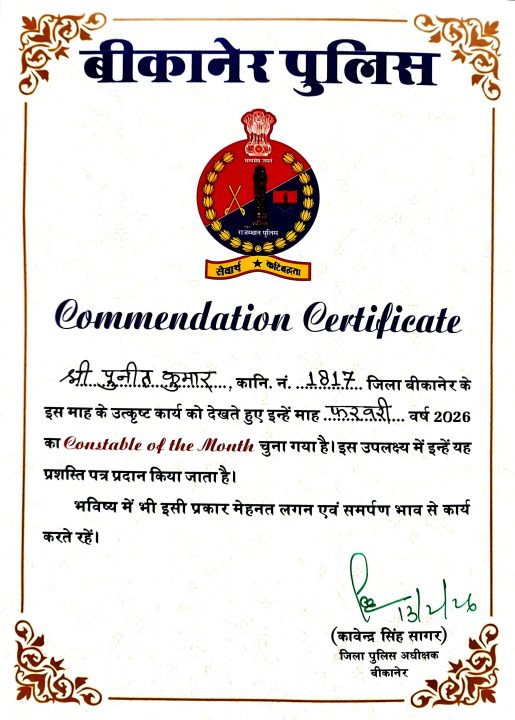 बीकानेर पुलिस
सत्यमेव जयते
राजस्थान पुलिस
सेवार्थ ★ कटिबद्धता
Commendation Certificate
श्री पुनीत कुमार, कानि. नं. 1817 जिला बीकानेर के
इस माह के उत्कृष्ट कार्य को देखते हुए इन्हें माह फरवरी वर्ष 2026
का Constable of the Month चुना गया है। इस उपलक्ष्य में इन्हें यह
प्रशस्ति पत्र प्रदान किया जाता है।
भविष्य में भी इसी प्रकार मेहनत लगन एवं समर्पण भाव से कार्य
करते रहें।
13/2/26
(कावेन्द्र सिंह सागर)
जिला पुलिस अधीक्षक
बीकानेर